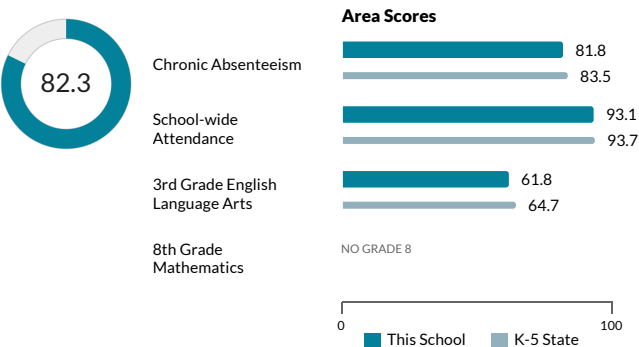 Area Scores
82.3
Chronic Absenteeism
81.8
83.5
School-wide
Attendance
93.1
93.7
3rd Grade English
Language Arts
61.8
64.7
8th Grade
Mathematics
NO GRADE 8
0
100
This School
K-5 State